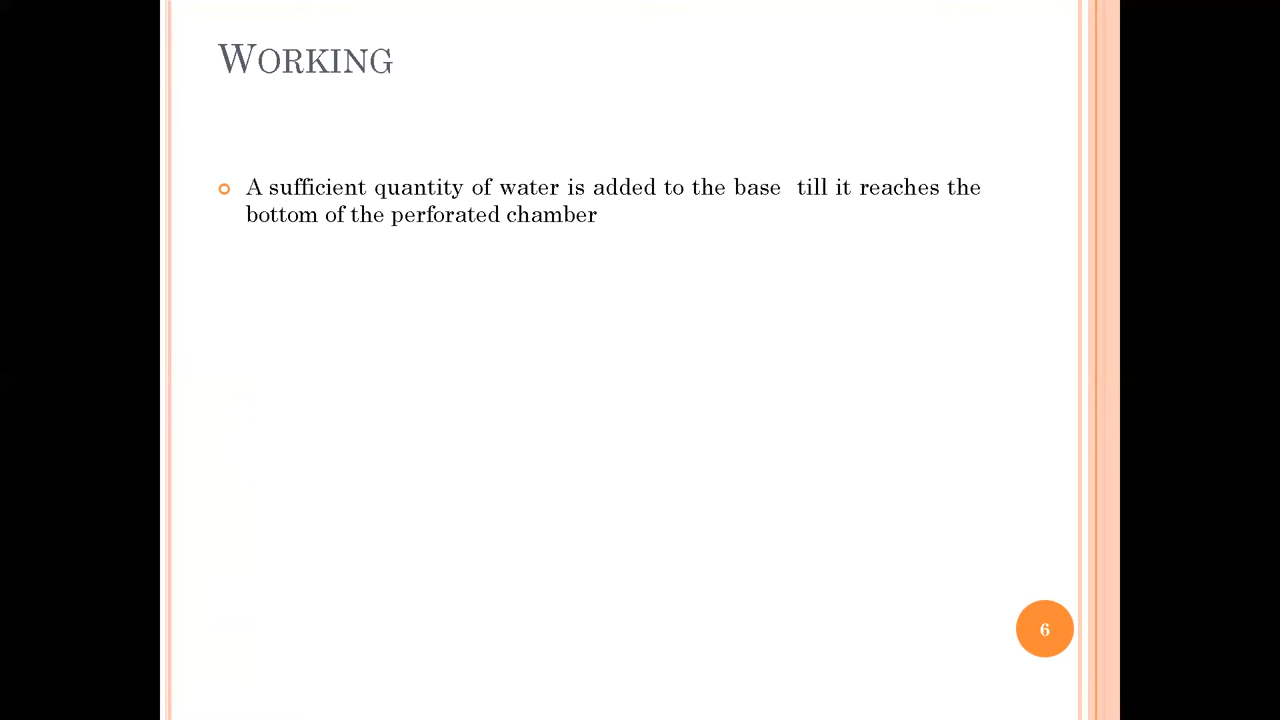 WORKING
A sufficient quantity of water is added to the base  till it reaches the
bottom of the perforated chamber
6